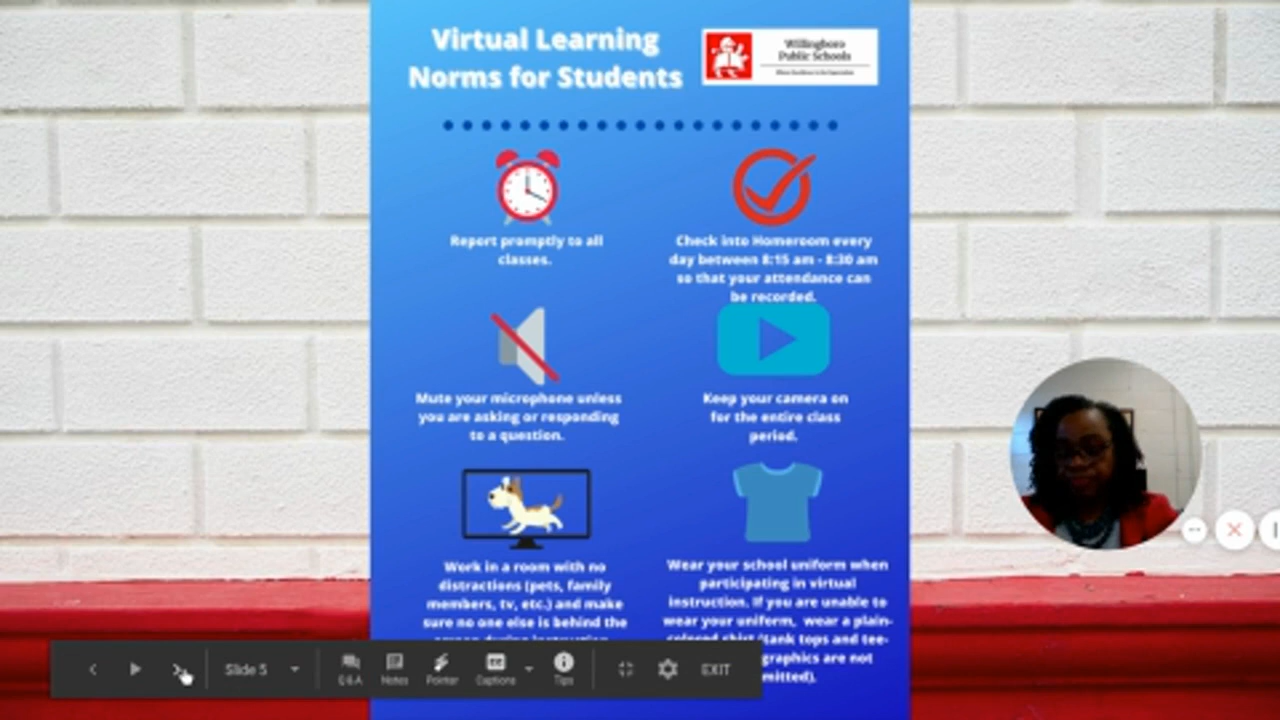 Virtual Learning
Norms for Students
Willingboro
Public Schools
Report promptly to all
classes.
Check into Homeroom every
day between 8:15 am - 8:30 am
so that your attendance can
be recorded.
Mute your microphone unless
you are asking or responding
to a question.
Keep your camera on
for the entire class
period.
Work in a room with no
distractions (pets, family
members, tv, etc.) and make
sure no one else is behind the
screen during instruction
Wear your school uniform when
participating in virtual
instruction. If you are unable to
wear your uniform, wear a plain-
colored shirt (tank tops and tee-
graphics are not
mitted).
Slide 5
Q&A
Notes
Pointer
Captions
Tips
EXIT